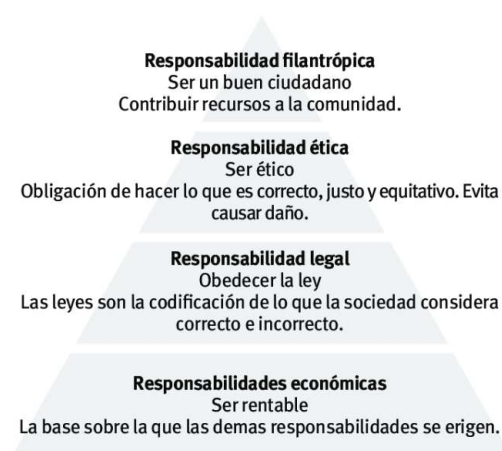 Responsabilidad filantrópica
Ser un buen ciudadano
Contribuir recursos a la comunidad.
Responsabilidad ética
Ser ético
Obligación de hacer lo que es correcto, justo y equitativo. Evita
causar daño.
Responsabilidad legal
Obedecer la ley
Las leyes son la codificación de lo que la sociedad considera
correcto e incorrecto.
Responsabilidades económicas
Ser rentable
La base sobre la que las demas responsabilidades se erigen.